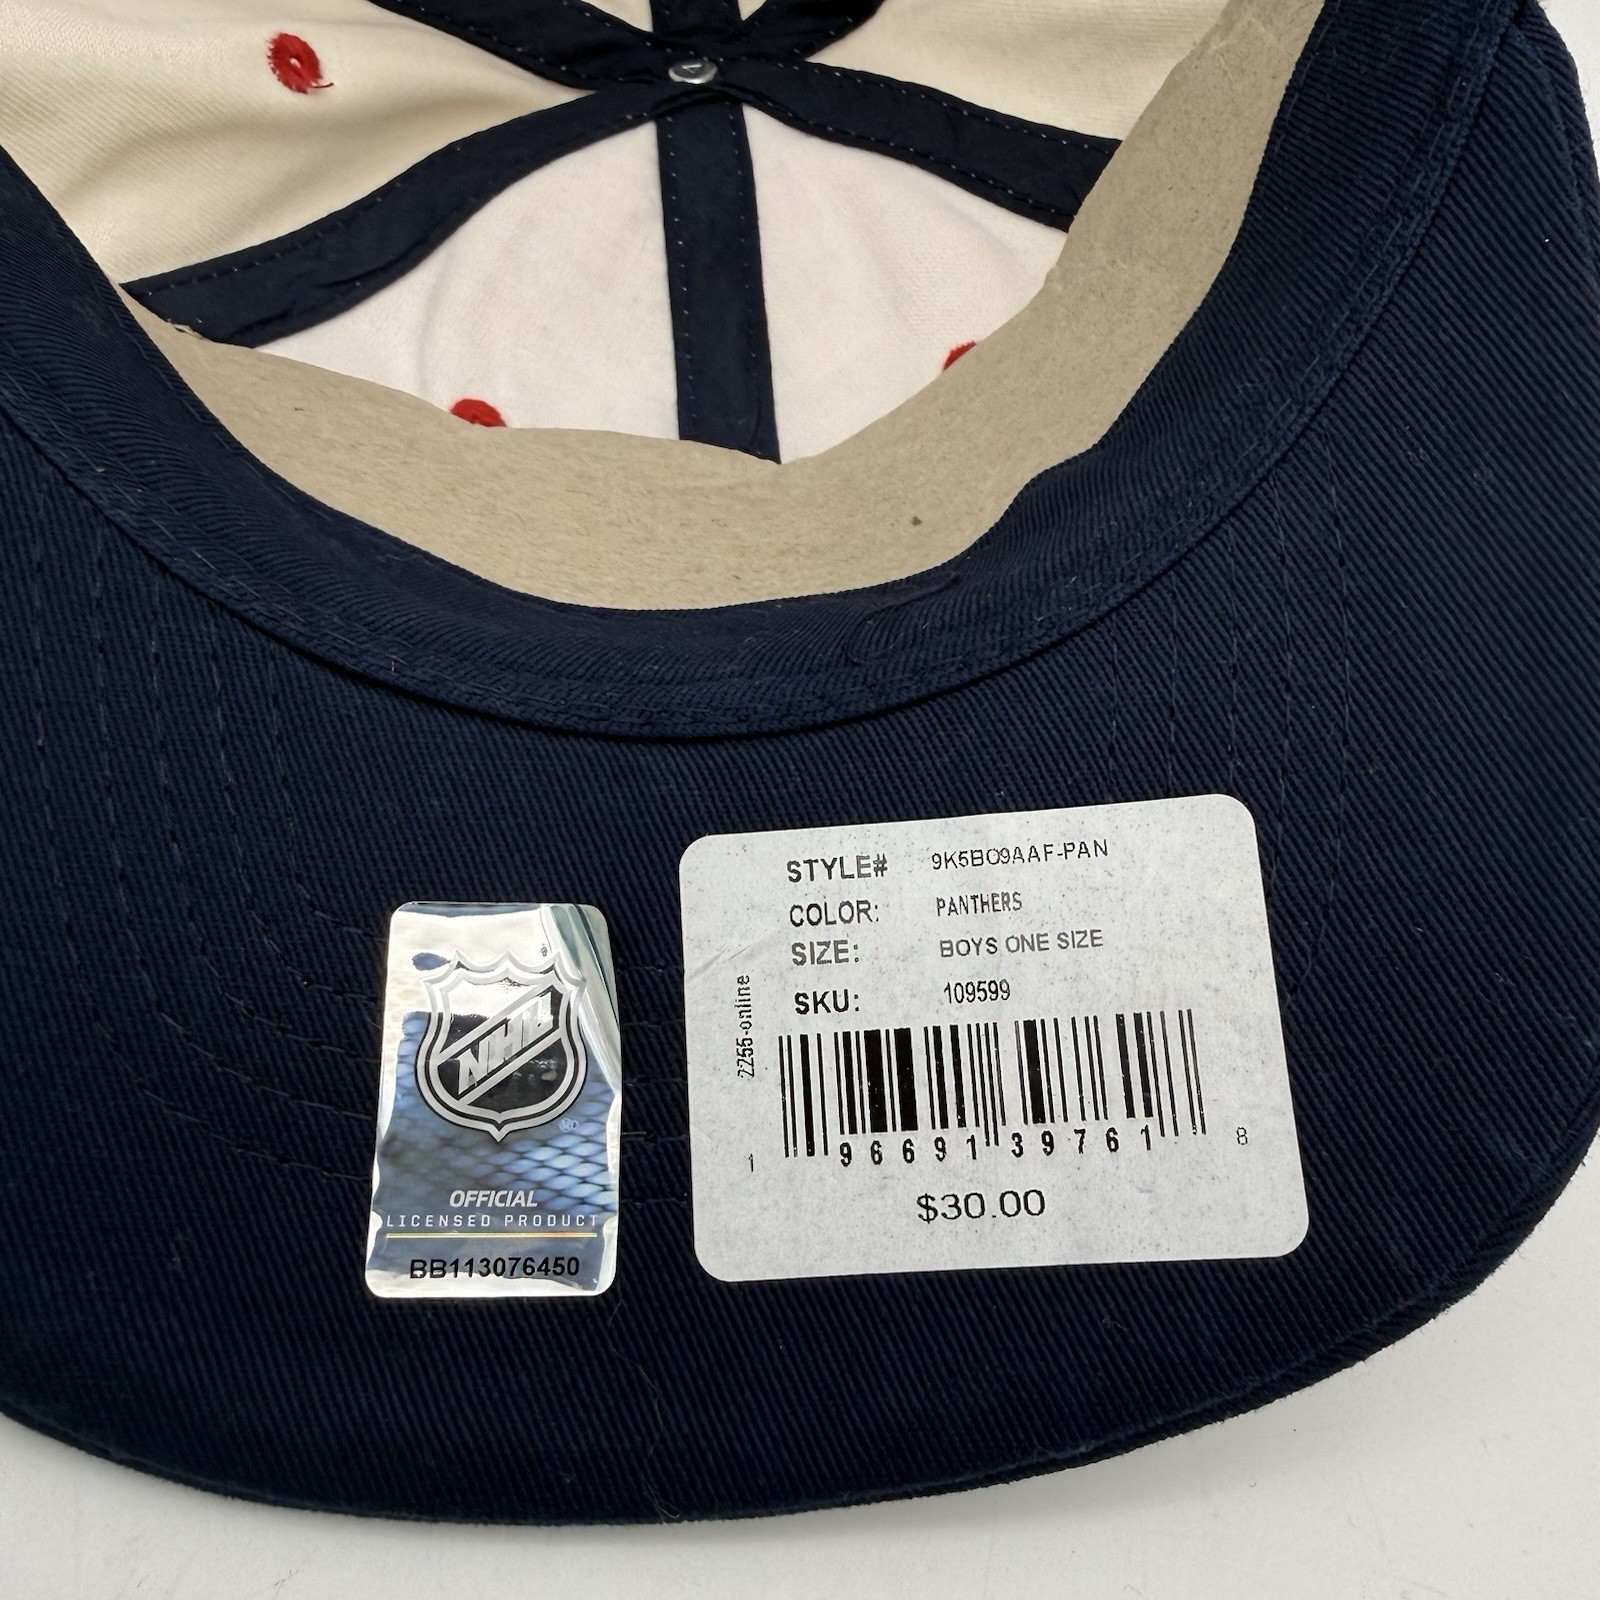 STYLE# 9K5BO9AAF-PAN
COLOR: PANTHERS
SIZE: BOYS ONE SIZE
SKU: 109599
2255-online
1 96691 39761 8
$30.00
NHL
OFFICIAL
LICENSED PRODUCT
BB113076450